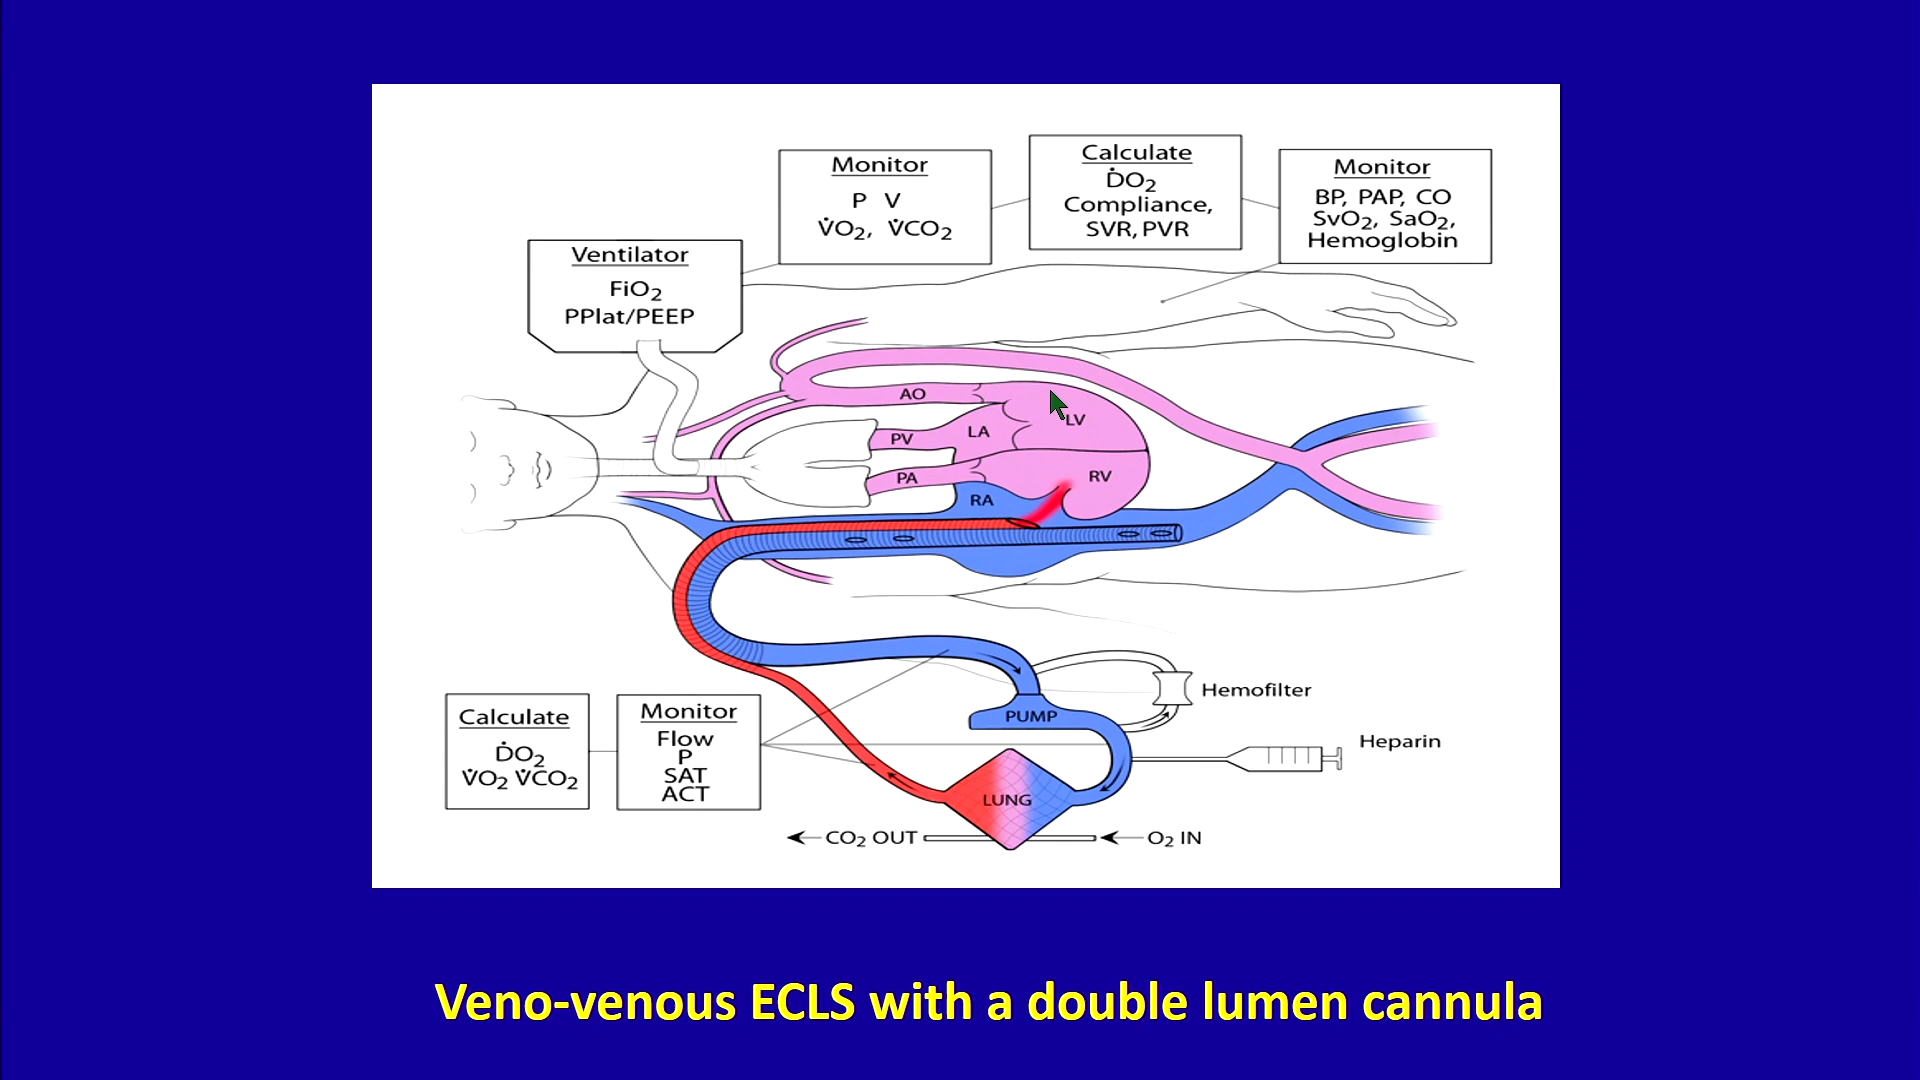 Monitor
P V
V̇O₂, V̇CO₂
Calculate
ḊO₂
Compliance,
SVR, PVR
Monitor
BP, PAP, CO
SvO₂, SaO₂,
Hemoglobin
Ventilator
FiO₂
PPlat/PEEP
AO
LV
LA
PV
PA
RV
RA
Hemofilter
PUMP
Heparin
Calculate
ḊO₂
V̇O₂ V̇CO₂
Monitor
Flow
P
SAT
ACT
LUNG
CO₂ OUT
O₂ IN
Veno-venous ECLS with a double lumen cannula